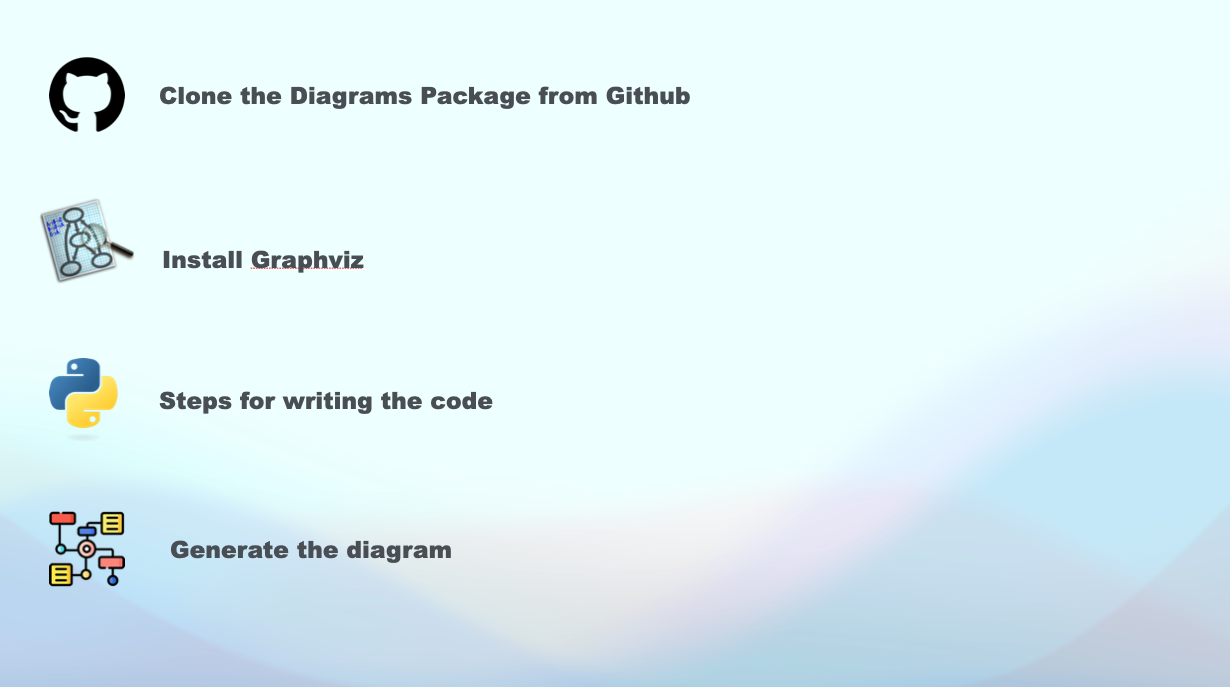 Clone the Diagrams Package from Github
Install Graphviz
Steps for writing the code
Generate the diagram